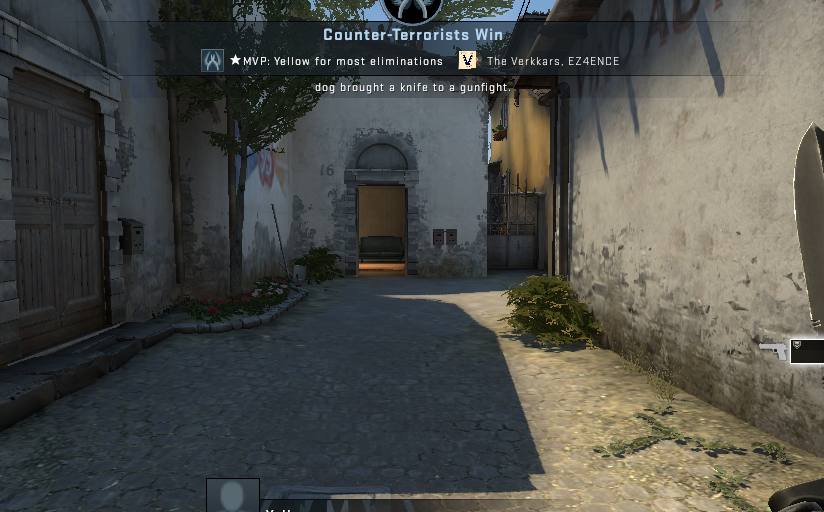 Counter-Terrorists Win
★MVP: Yellow for most eliminations
The Verkkars, EZ4ENCE
dog brought a knife to a gunfight.
16